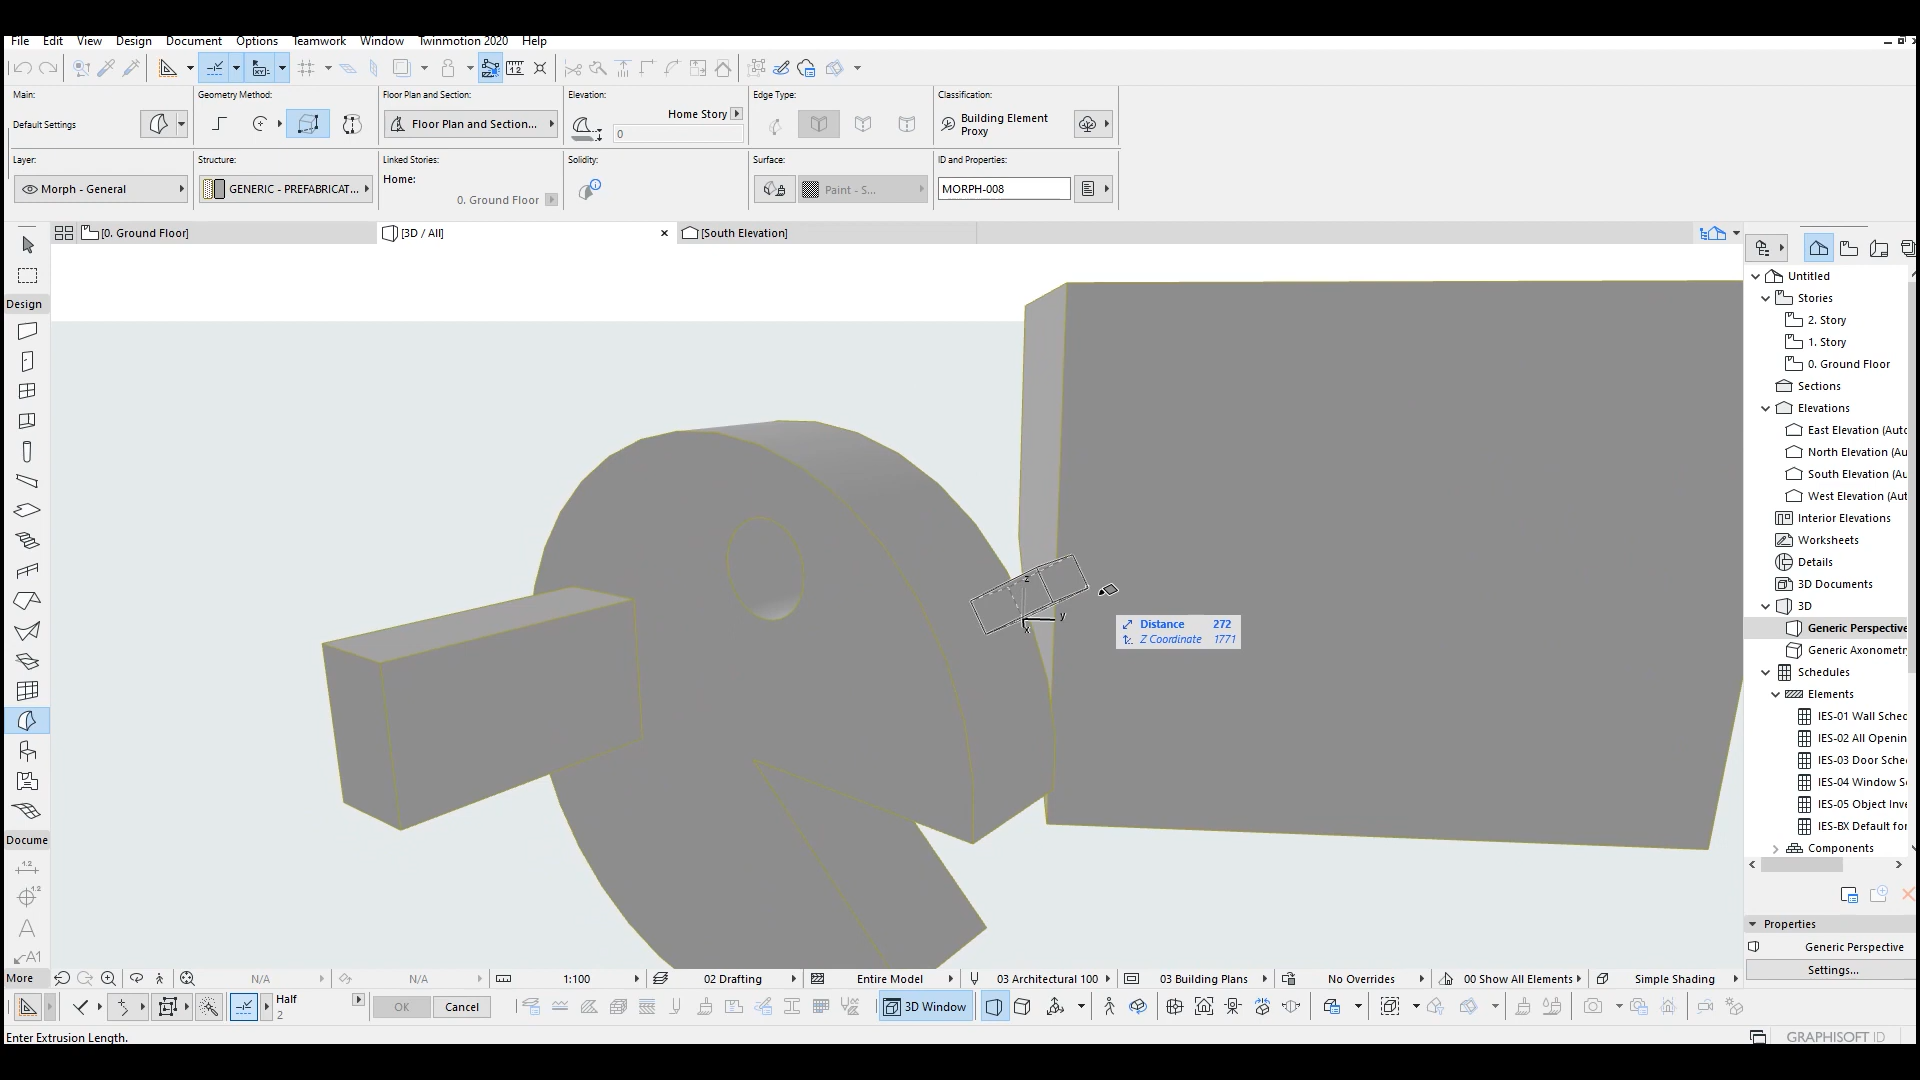 File Edit View Design Document Options Teamwork Window Twinmotion 2020 Help
Main:
Default Settings
Geometry Method:
Floor Plan and Section:
Floor Plan and Section...
Elevation:
Home Story
0
Edge Type:
Classification:
Building Element
Proxy
Layer:
Morph - General
Structure:
GENERIC - PREFABRICAT...
Linked Stories:
Home:
0. Ground Floor
Solidity:
Surface:
Paint - S...
ID and Properties:
MORPH-008
[0. Ground Floor]
[3D / All]
[South Elevation]
Design
Docume
1.2
1.2
A
A1
More
z
y
x
Distance 272
Z Coordinate 1771
Untitled
Stories
2. Story
1. Story
0. Ground Floor
Sections
Elevations
East Elevation (Auto
North Elevation (Au
South Elevation (Au
West Elevation (Aut
Interior Elevations
Worksheets
Details
3D Documents
3D
Generic Perspective
Generic Axonometr
Schedules
Elements
IES-01 Wall Sched
IES-02 All Openin
IES-03 Door Sche
IES-04 Window S
IES-05 Object Inve
IES-BX Default for
Components
Properties
Generic Perspective
Settings...
N/A
N/A
1:100
02 Drafting
Entire Model
03 Architectural 100
03 Building Plans
No Overrides
00 Show All Elements
Simple Shading
Half
2
OK
Cancel
3D Window
Enter Extrusion Length.
GRAPHISOFT ID